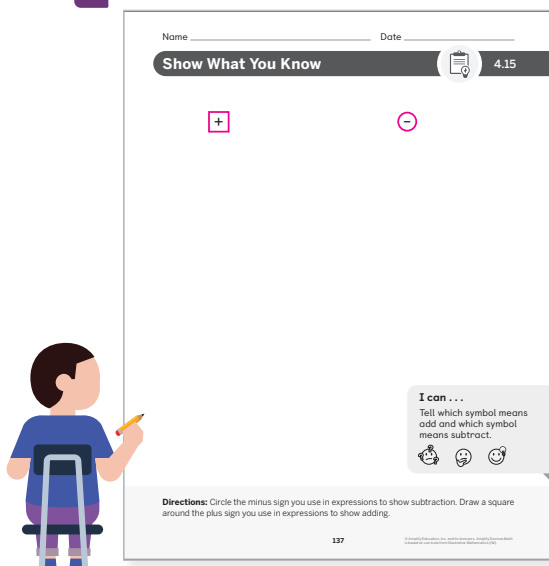 Name Date
Show What You Know 4.15
+ −
I can . . .
Tell which symbol means
add and which symbol
means subtract.
Directions: Circle the minus sign you use in expressions to show subtraction. Draw a square
around the plus sign you use in expressions to show adding.
137